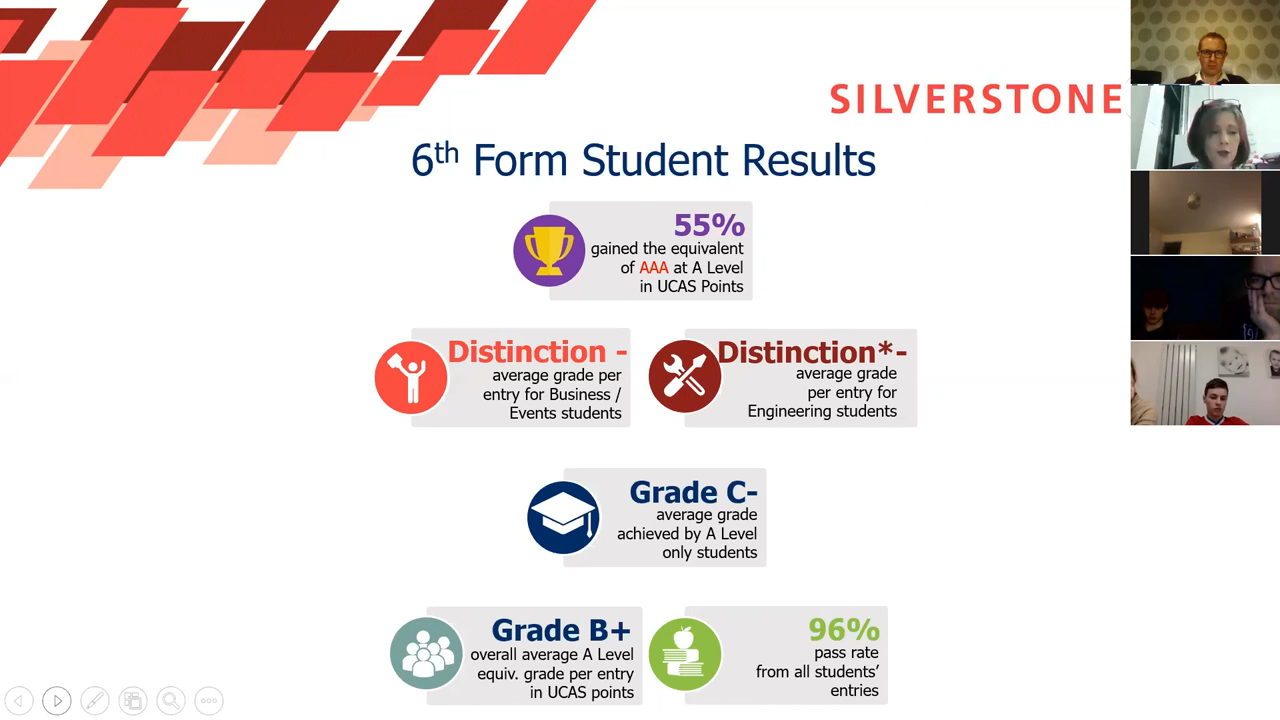 SILVERSTONE
6th Form Student Results
55%
gained the equivalent
of AAA at A Level
in UCAS Points
Distinction -
average grade per
entry for Business /
Events students
Distinction*-
average grade
per entry for
Engineering students
Grade C-
average grade
achieved by A Level
only students
Grade B+
overall average A Level
equiv. grade per entry
in UCAS points
96%
pass rate
from all students’
entries